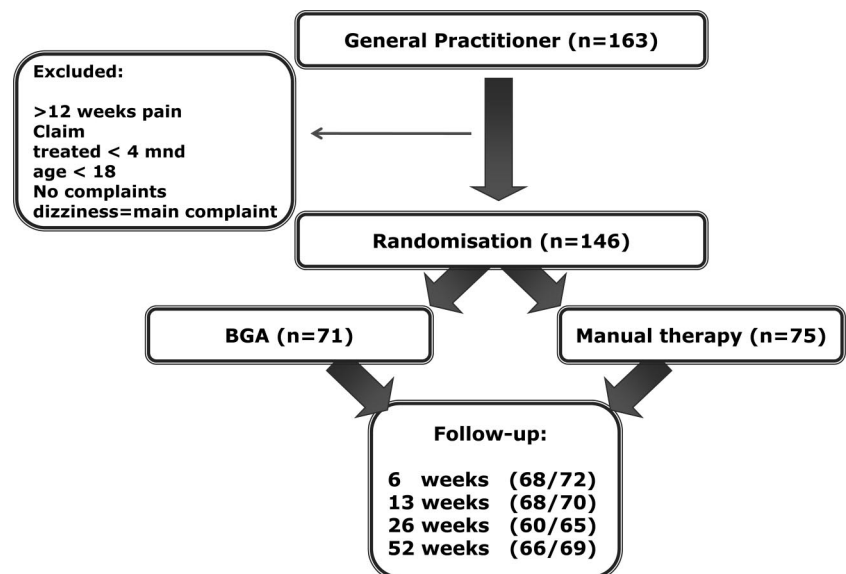 General Practitioner (n=163)
Excluded:
>12 weeks pain
Claim
treated < 4 mnd
age < 18
No complaints
dizziness=main complaint
Randomisation (n=146)
BGA (n=71)
Manual therapy (n=75)
Follow-up:
6 weeks (68/72)
13 weeks (68/70)
26 weeks (60/65)
52 weeks (66/69)